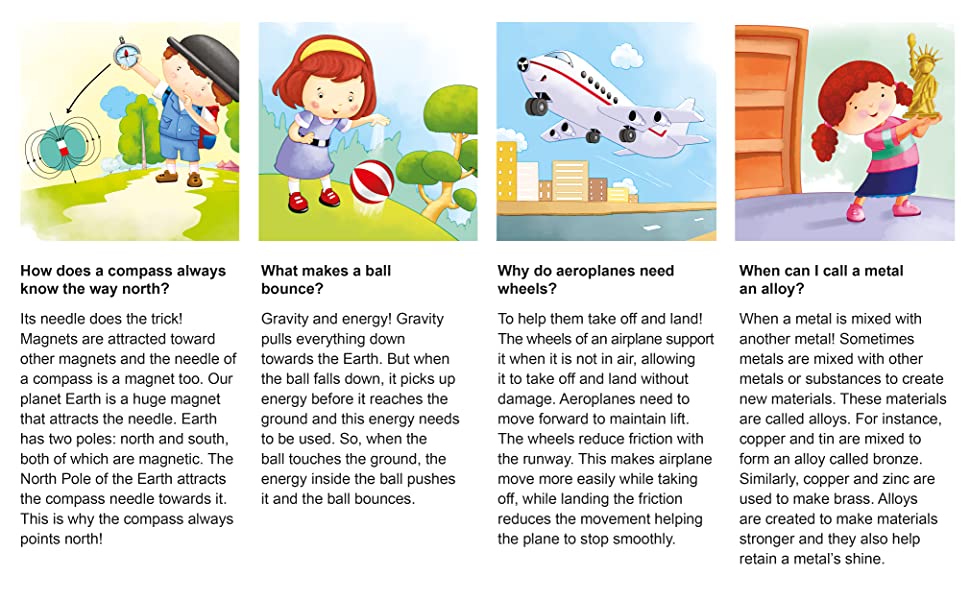 How does a compass always
know the way north?
Its needle does the trick!
Magnets are attracted toward
other magnets and the needle of
a compass is a magnet too. Our
planet Earth is a huge magnet
that attracts the needle. Earth
has two poles: north and south,
both of which are magnetic. The
North Pole of the Earth attracts
the compass needle towards it.
This is why the compass always
points north!
What makes a ball
bounce?
Gravity and energy! Gravity
pulls everything down
towards the Earth. But when
the ball falls down, it picks up
energy before it reaches the
ground and this energy needs
to be used. So, when the
ball touches the ground, the
energy inside the ball pushes
it and the ball bounces.
Why do aeroplanes need
wheels?
To help them take off and land!
The wheels of an airplane support
it when it is not in air, allowing
it to take off and land without
damage. Aeroplanes need to
move forward to maintain lift.
The wheels reduce friction with
the runway. This makes airplane
move more easily while taking
off, while landing the friction
reduces the movement helping
the plane to stop smoothly.
When can I call a metal
an alloy?
When a metal is mixed with
another metal! Sometimes
metals are mixed with other
metals or substances to create
new materials. These materials
are called alloys. For instance,
copper and tin are mixed to
form an alloy called bronze.
Similarly, copper and zinc are
used to make brass. Alloys
are created to make materials
stronger and they also help
retain a metal's shine.